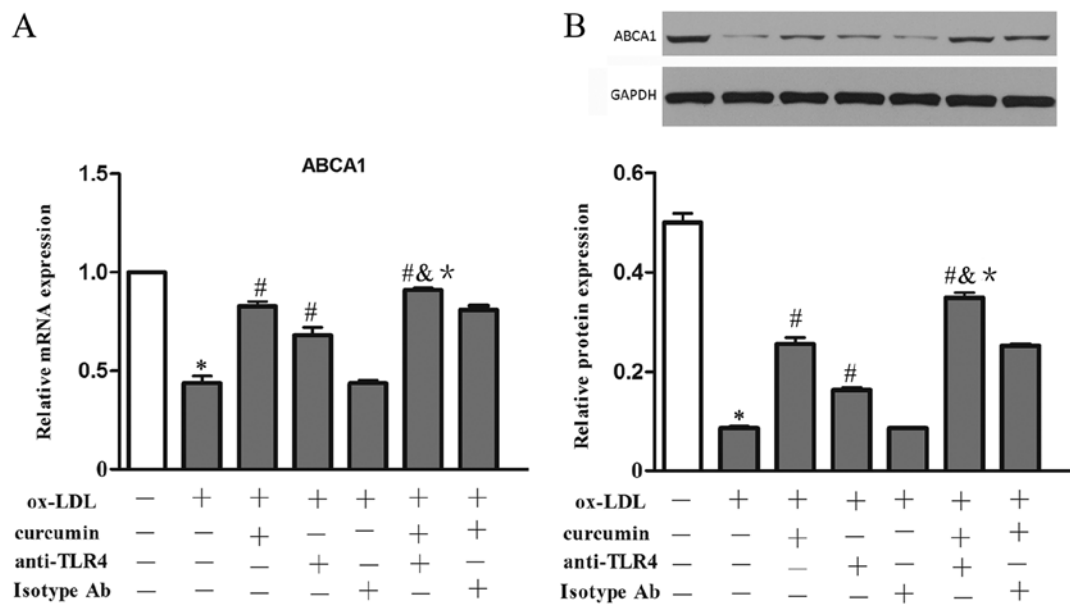 A
ABCA1
Relative mRNA expression
1.5
1.0
0.5
0
*
#
#
#& *
ox-LDL — + + + + + +
curcumin — — + — — + +
anti-TLR4 — — — + — + —
Isotype Ab — — — — + — +
B
ABCA1
GAPDH
Relative protein expression
0.6
0.4
0.2
0
*
#
#
#& *
ox-LDL — + + + + + +
curcumin — — + — — + +
anti-TLR4 — — — + — + —
Isotype Ab — — — — + — +